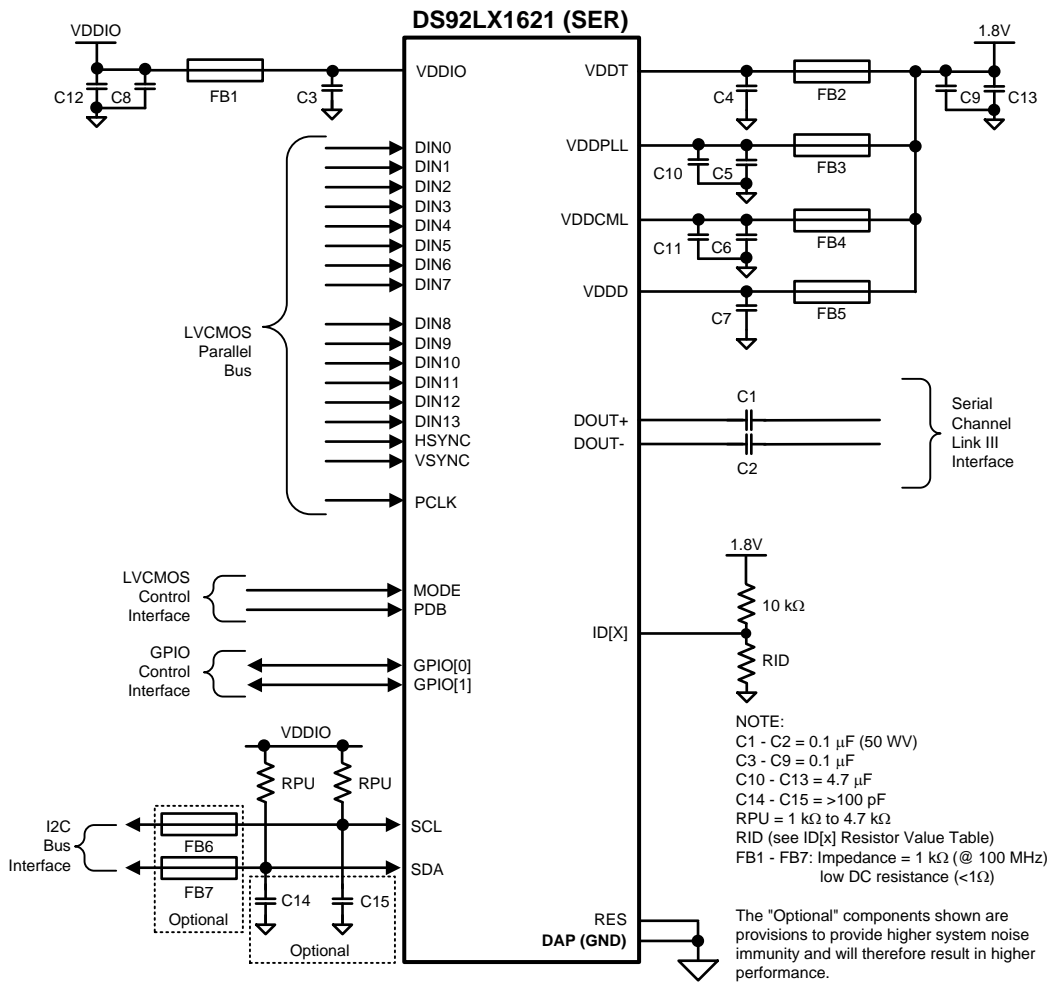 DS92LX1621 (SER)
VDDIO
C12
C8
FB1
C3
VDDIO
DIN0
DIN1
DIN2
DIN3
DIN4
DIN5
DIN6
DIN7
DIN8
DIN9
DIN10
DIN11
DIN12
DIN13
HSYNC
VSYNC
PCLK
LVCMOS
Parallel
Bus
LVCMOS
Control
Interface
MODE
PDB
GPIO
Control
Interface
GPIO[0]
GPIO[1]
VDDIO
RPU
RPU
I2C
Bus
Interface
FB6
FB7
Optional
SCL
SDA
C14
C15
Optional
1.8V
VDDT
C4
FB2
C9
C13
VDDPLL
C10
C5
FB3
VDDCML
C11
C6
FB4
VDDD
C7
FB5
DOUT+
DOUT-
C1
C2
Serial
Channel
Link III
Interface
1.8V
10 kΩ
ID[X]
RID
RES
DAP (GND)
NOTE:
C1 - C2 = 0.1 μF (50 WV)
C3 - C9 = 0.1 μF
C10 - C13 = 4.7 μF
C14 - C15 = >100 pF
RPU = 1 kΩ to 4.7 kΩ
RID (see ID[x] Resistor Value Table)
FB1 - FB7: Impedance = 1 kΩ (@ 100 MHz)
low DC resistance (<1Ω)
The "Optional" components shown are
provisions to provide higher system noise
immunity and will therefore result in higher
performance.